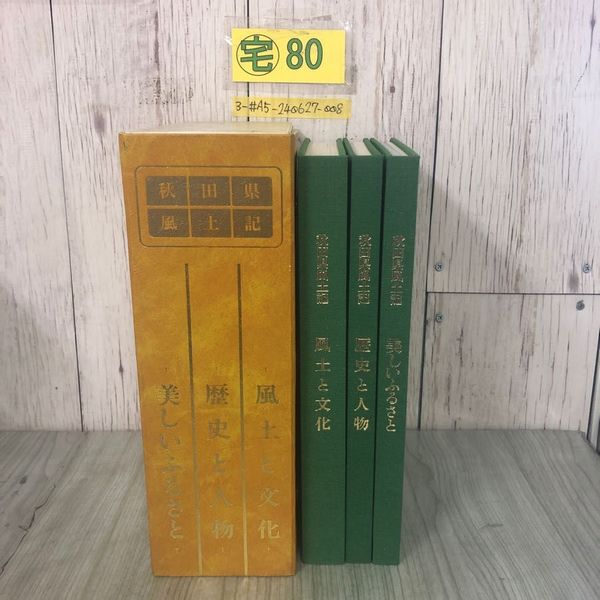 宅80
3-#A5-240627-008
秋田県
風土記
風土と文化
歴史と人物
美しいふるさと
秋田県風土記 風土と文化
秋田県風土記 歴史と人物
秋田県風土記 美しいふるさと